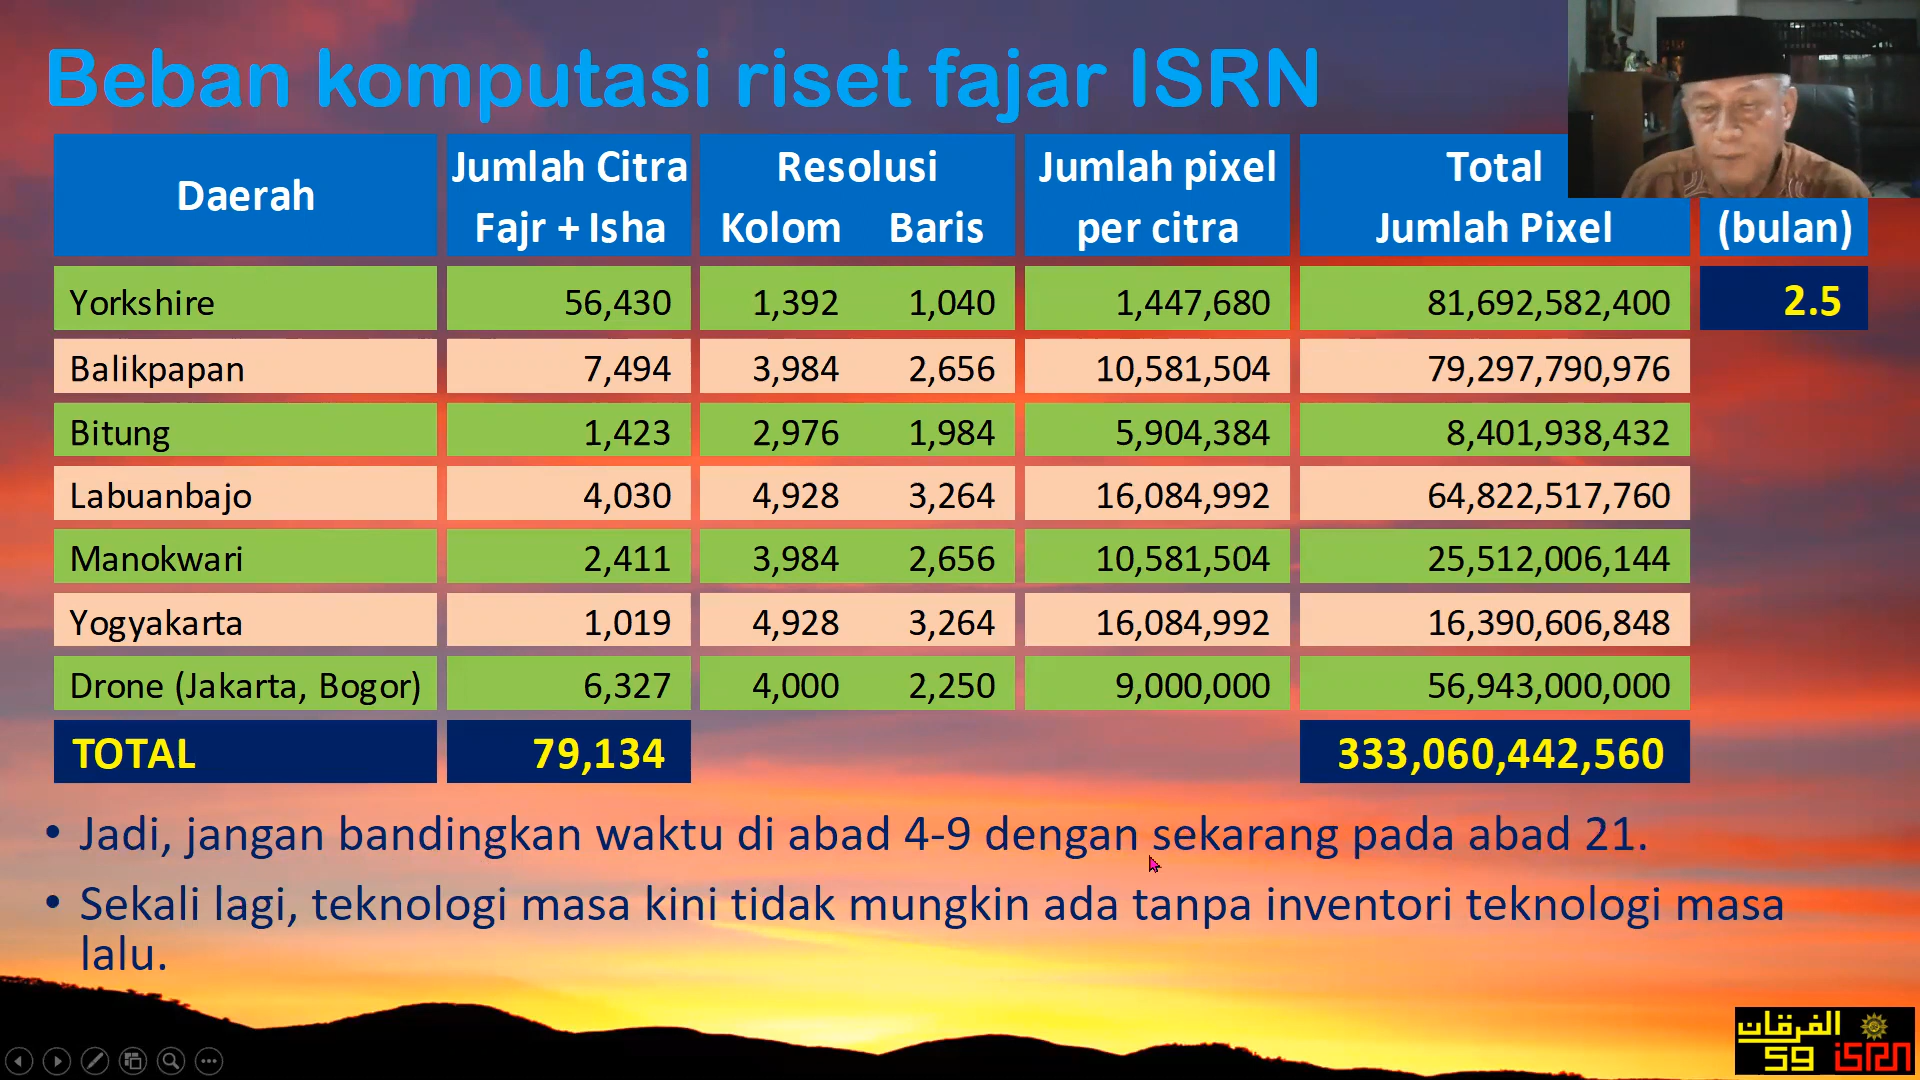 Beban komputasi riset fajar ISRN
Daerah Jumlah Citra Resolusi Jumlah pixel Total
Fajr + Isha Kolom Baris per citra Jumlah Pixel (bulan)
Yorkshire 56,430 1,392 1,040 1,447,680 81,692,582,400 2.5
Balikpapan 7,494 3,984 2,656 10,581,504 79,297,790,976
Bitung 1,423 2,976 1,984 5,904,384 8,401,938,432
Labuanbajo 4,030 4,928 3,264 16,084,992 64,822,517,760
Manokwari 2,411 3,984 2,656 10,581,504 25,512,006,144
Yogyakarta 1,019 4,928 3,264 16,084,992 16,390,606,848
Drone (Jakarta, Bogor) 6,327 4,000 2,250 9,000,000 56,943,000,000
TOTAL 79,134 333,060,442,560
• Jadi, jangan bandingkan waktu di abad 4-9 dengan sekarang pada abad 21.
• Sekali lagi, teknologi masa kini tidak mungkin ada tanpa inventori teknologi masa
lalu.
الفرقان
59 isrn